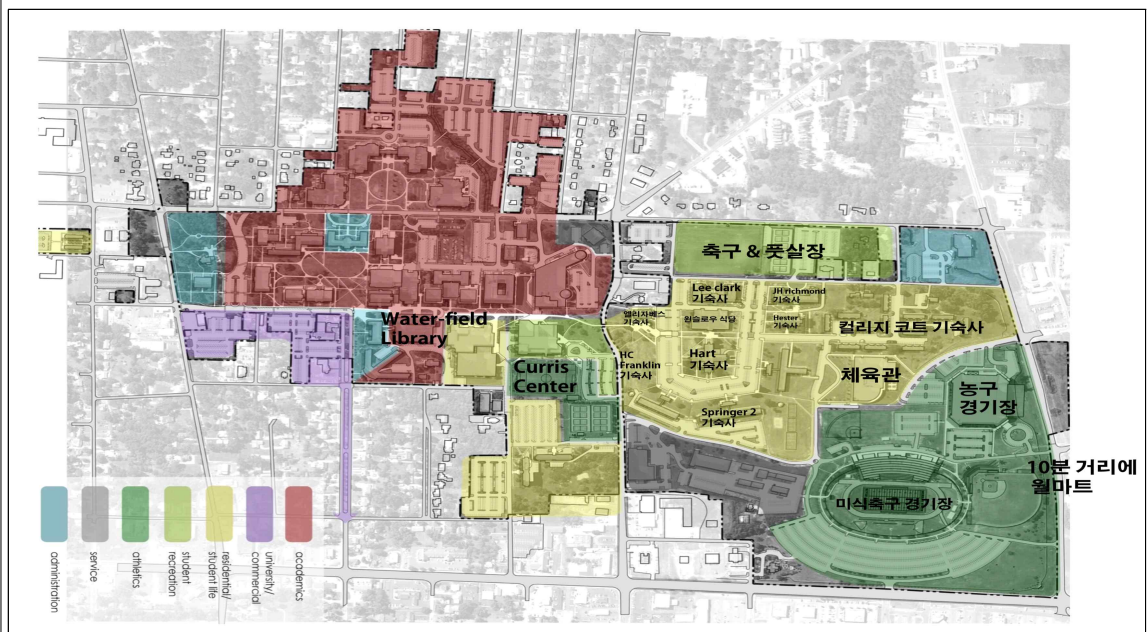 축구 & 풋살장
Lee clark
기숙사
JH richmond
기숙사
엘리자베스
기숙사
윈슬로우 식당
Hester
기숙사
컬리지 코트 기숙사
Water-field
Library
Curris
Center
HC
Franklin
기숙사
Hart
기숙사
체육관
농구
경기장
Springer 2
기숙사
10분 거리에
월마트
미식축구 경기장
administration
service
athletics
student
recreation
residential/
student life
university/
commercial
academics